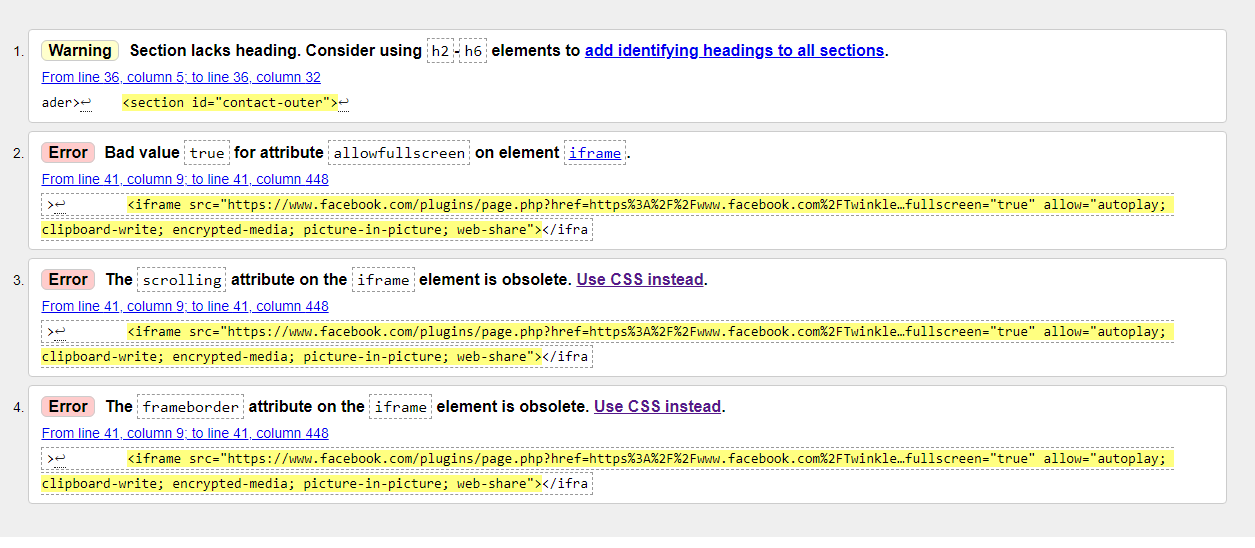 1. Warning Section lacks heading. Consider using h2-h6 elements to add identifying headings to all sections.
From line 36, column 5; to line 36, column 32
ader>↩ <section id="contact-outer">↩
2. Error Bad value true for attribute allowfullscreen on element iframe.
From line 41, column 9; to line 41, column 448
>↩ <iframe src="https://www.facebook.com/plugins/page.php?href=https%3A%2F%2Fwww.facebook.com%2FTwinkle…fullscreen="true" allow="autoplay;
clipboard-write; encrypted-media; picture-in-picture; web-share"></ifra
3. Error The scrolling attribute on the iframe element is obsolete. Use CSS instead.
From line 41, column 9; to line 41, column 448
>↩ <iframe src="https://www.facebook.com/plugins/page.php?href=https%3A%2F%2Fwww.facebook.com%2FTwinkle…fullscreen="true" allow="autoplay;
clipboard-write; encrypted-media; picture-in-picture; web-share"></ifra
4. Error The frameborder attribute on the iframe element is obsolete. Use CSS instead.
From line 41, column 9; to line 41, column 448
>↩ <iframe src="https://www.facebook.com/plugins/page.php?href=https%3A%2F%2Fwww.facebook.com%2FTwinkle…fullscreen="true" allow="autoplay;
clipboard-write; encrypted-media; picture-in-picture; web-share"></ifra